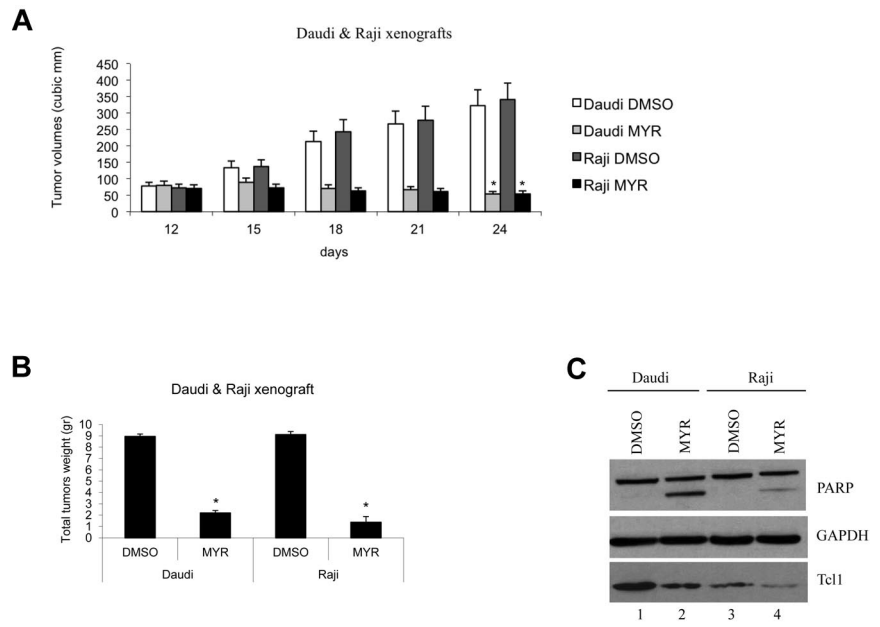 A
Daudi & Raji xenografts
Tumor volumes (cubic mm)
450
400
350
300
250
200
150
100
50
0
* *
12 15 18 21 24
days
Daudi DMSO
Daudi MYR
Raji DMSO
Raji MYR
B
Daudi & Raji xenograft
Total tumors weight (gr)
10
9
8
7
6
5
4
3
2
1
0
* *
DMSO MYR DMSO MYR
Daudi Raji
C
Daudi Raji
DMSO MYR DMSO MYR
PARP
GAPDH
Tcl1
1 2 3 4